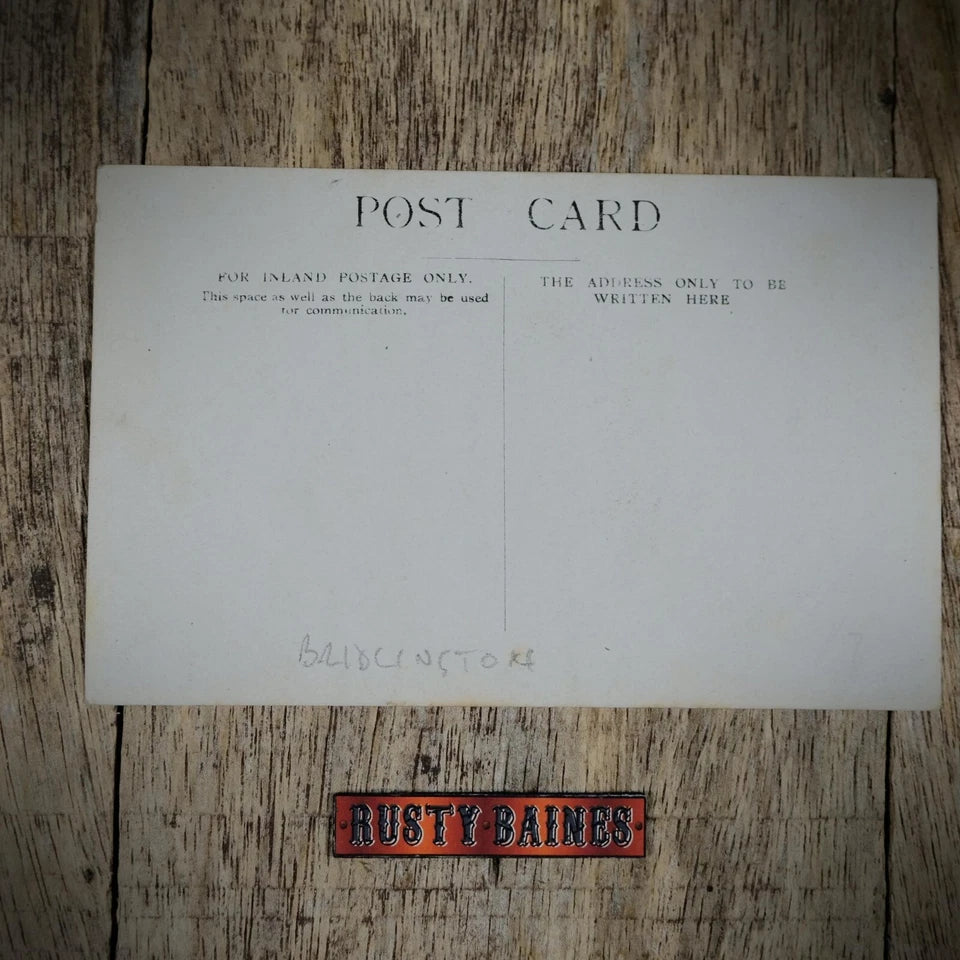 POST CARD
FOR INLAND POSTAGE ONLY.
This space as well as the back may be used
for communication.
THE ADDRESS ONLY TO BE
WRITTEN HERE
BRIDLINGTON
RUSTY·BAINES